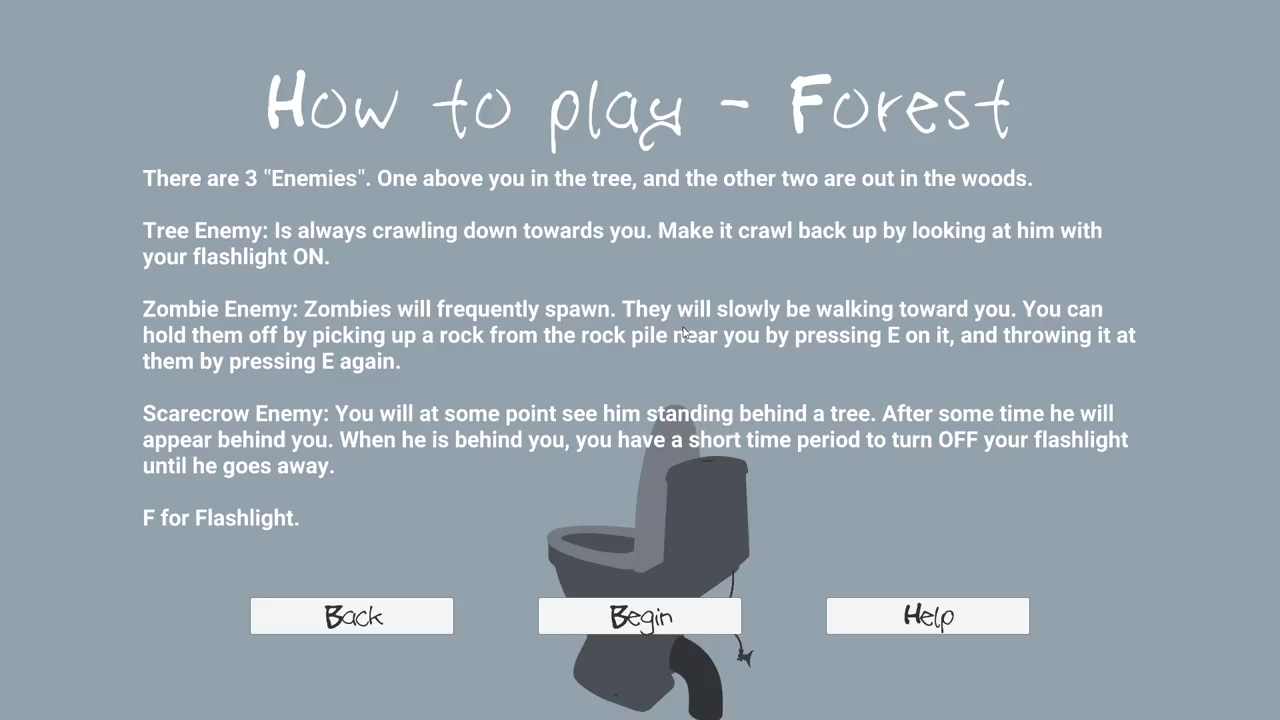 How to play - Forest
There are 3 "Enemies". One above you in the tree, and the other two are out in the woods.
Tree Enemy: Is always crawling down towards you. Make it crawl back up by looking at him with
your flashlight ON.
Zombie Enemy: Zombies will frequently spawn. They will slowly be walking toward you. You can
hold them off by picking up a rock from the rock pile near you by pressing E on it, and throwing it at
them by pressing E again.
Scarecrow Enemy: You will at some point see him standing behind a tree. After some time he will
appear behind you. When he is behind you, you have a short time period to turn OFF your flashlight
until he goes away.
F for Flashlight.
Back
Begin
Help